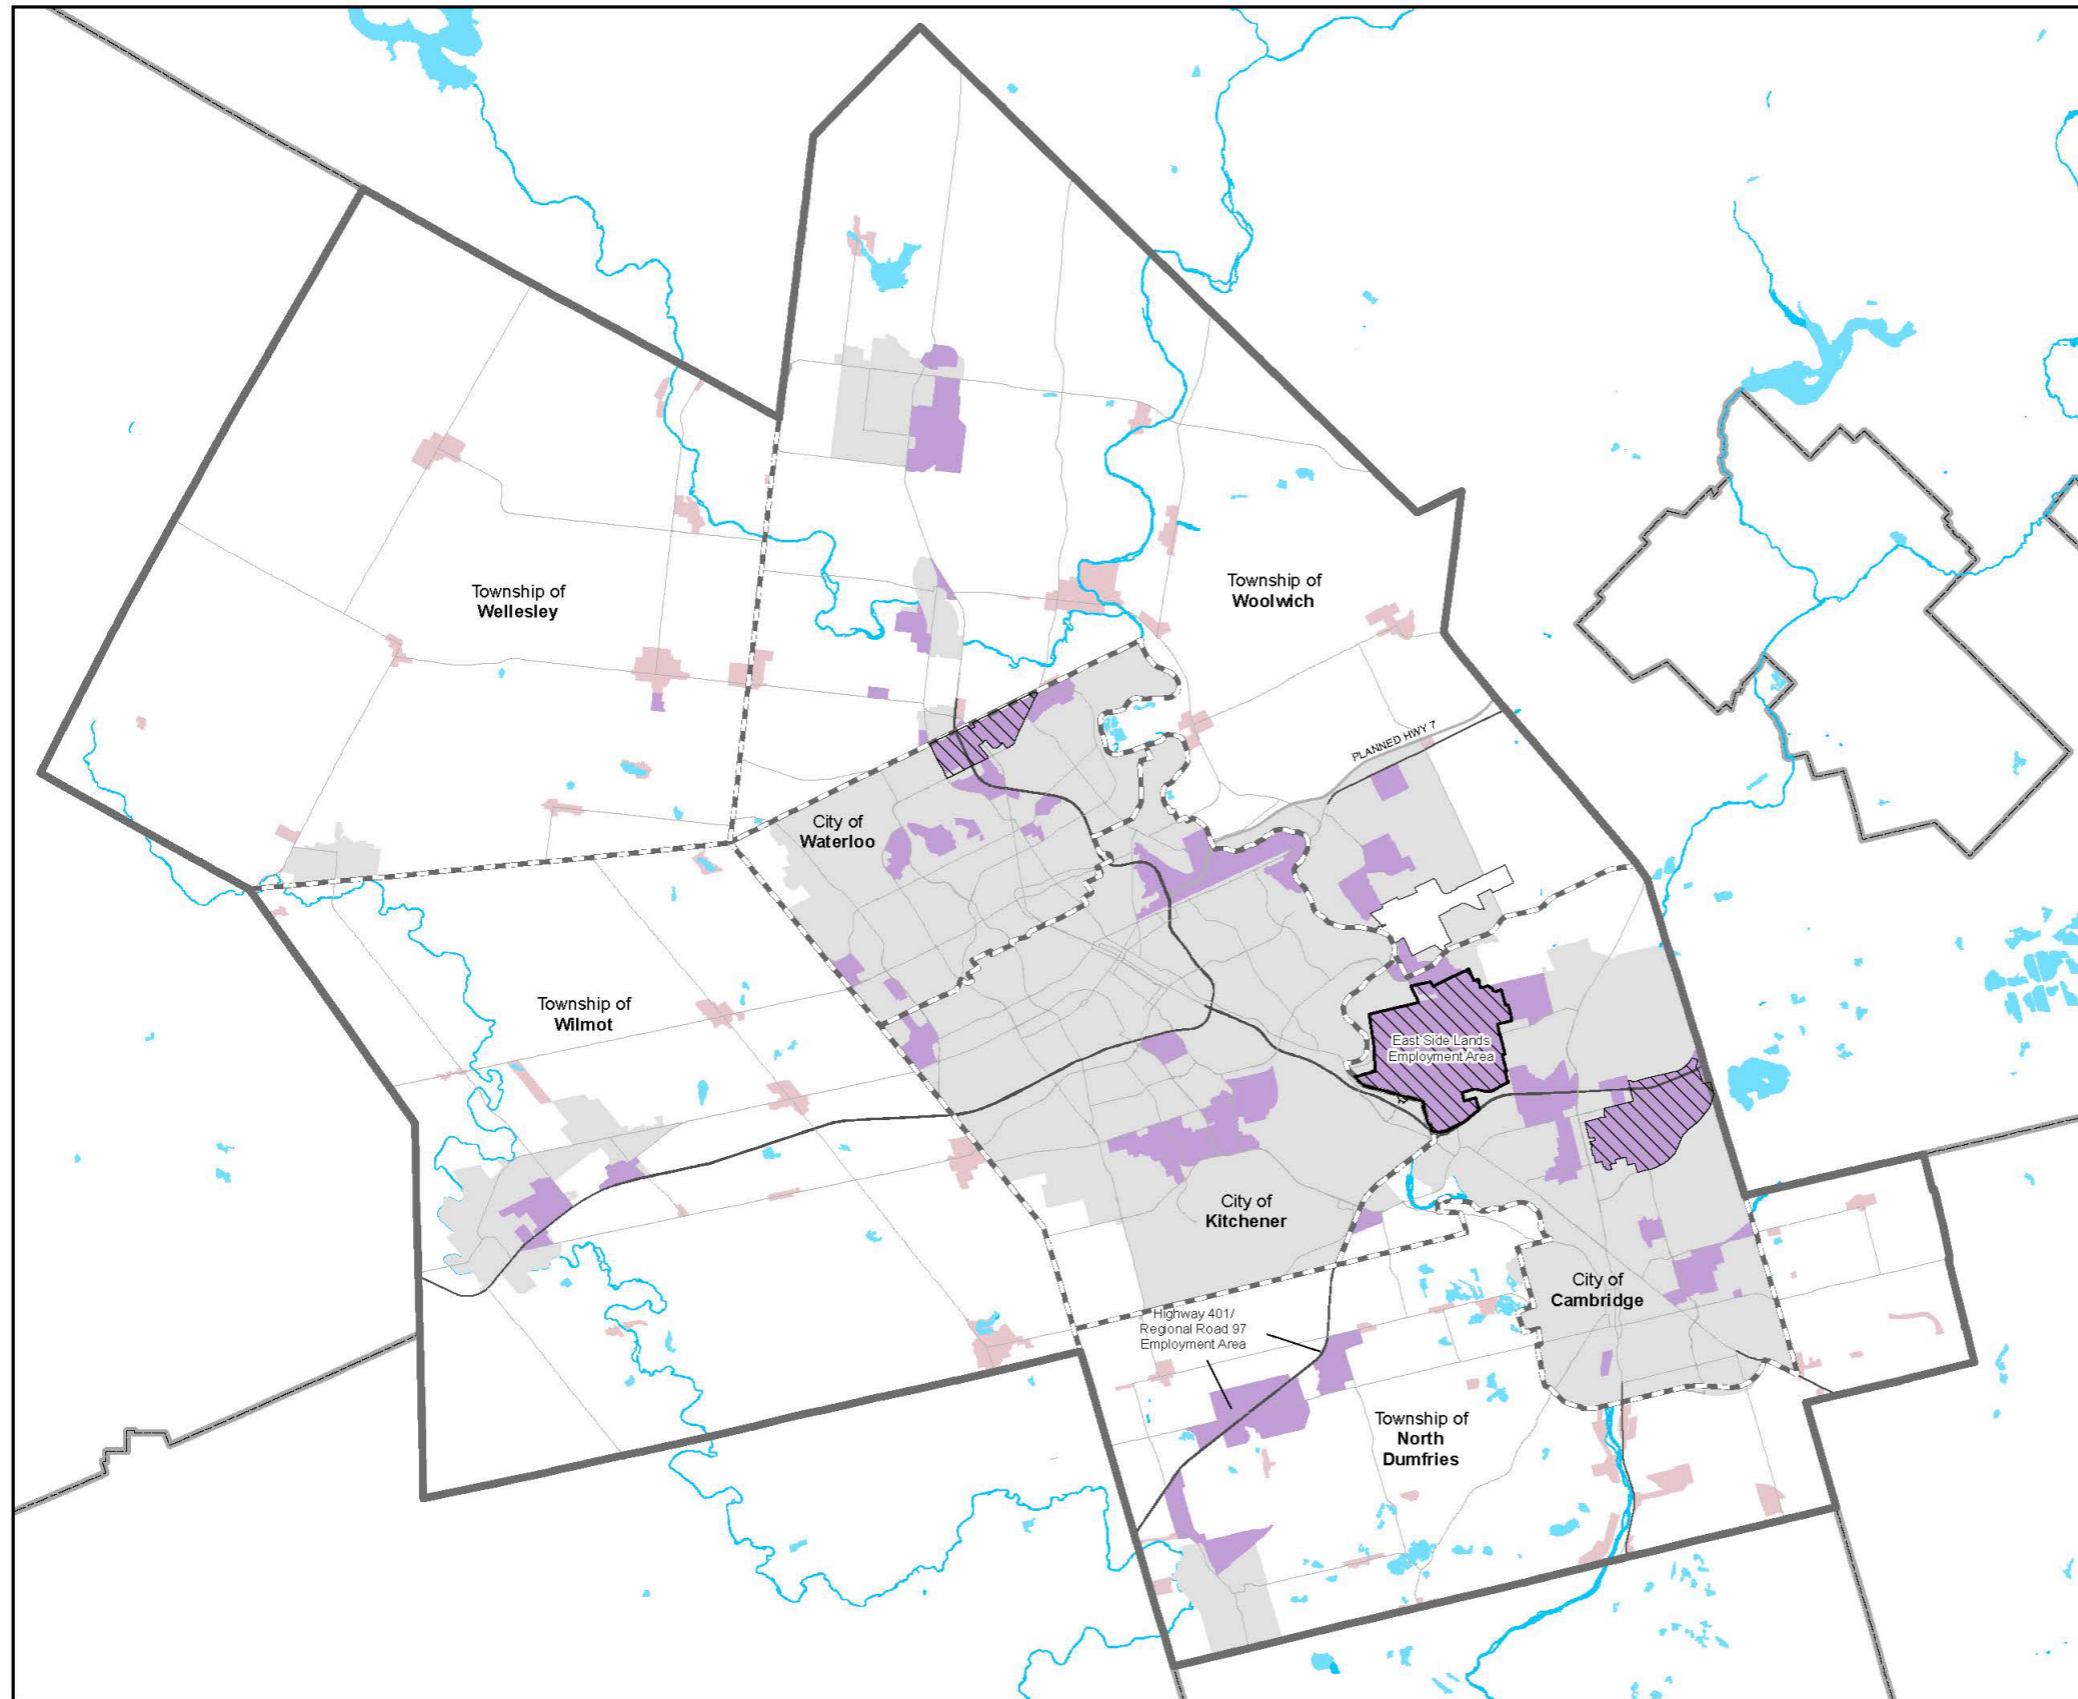 Township of
Wellesley
Township of
Woolwich
PLANNED HWY 7
City of
Waterloo
Township of
Wilmot
East Side Lands
Employment Area
City of
Kitchener
City of
Cambridge
Highway 401/
Regional Road 97
Employment Area
Township of
North
Dumfries